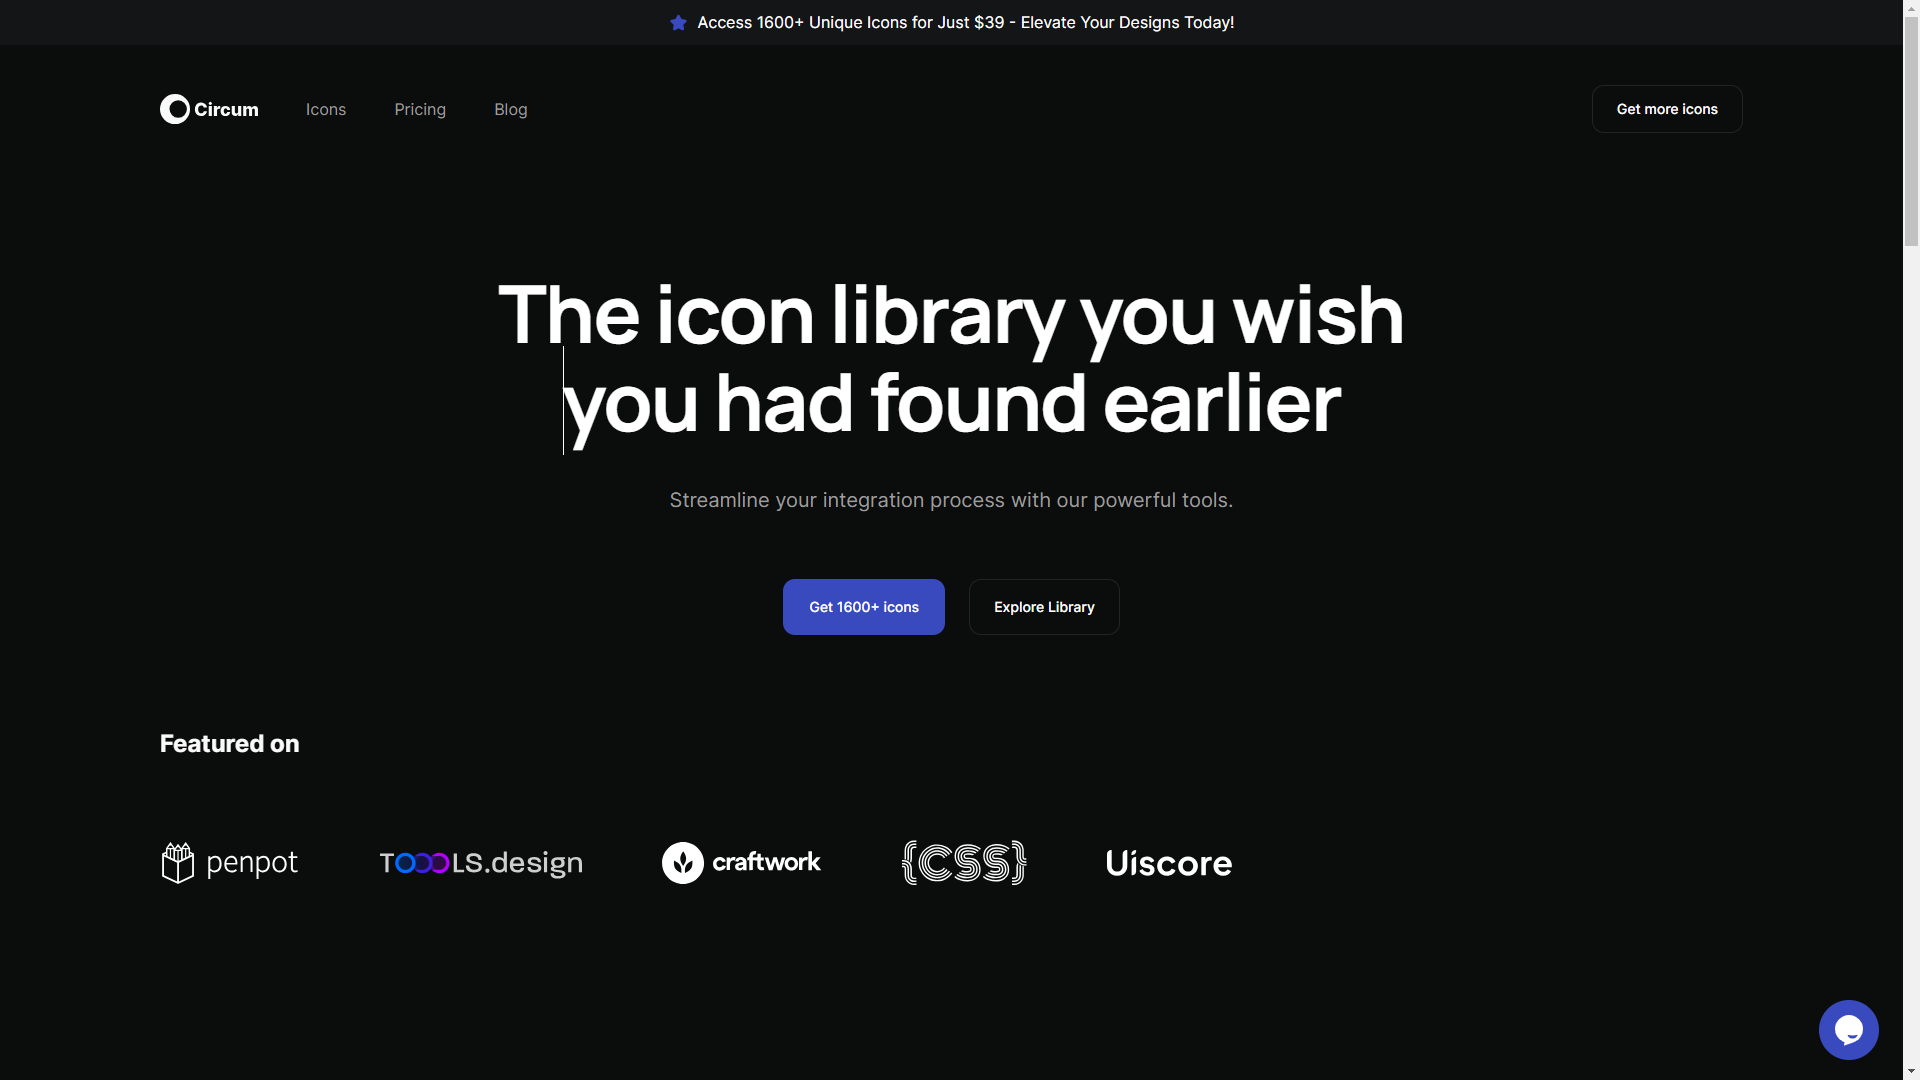 Access 1600+ Unique Icons for Just $39 - Elevate Your Designs Today!
Circum
Icons
Pricing
Blog
Get more icons
The icon library you wish
you had found earlier
Streamline your integration process with our powerful tools.
Get 1600+ icons
Explore Library
Featured on
penpot
TOOOLS.design
craftwork
{CSS}
Uiscore